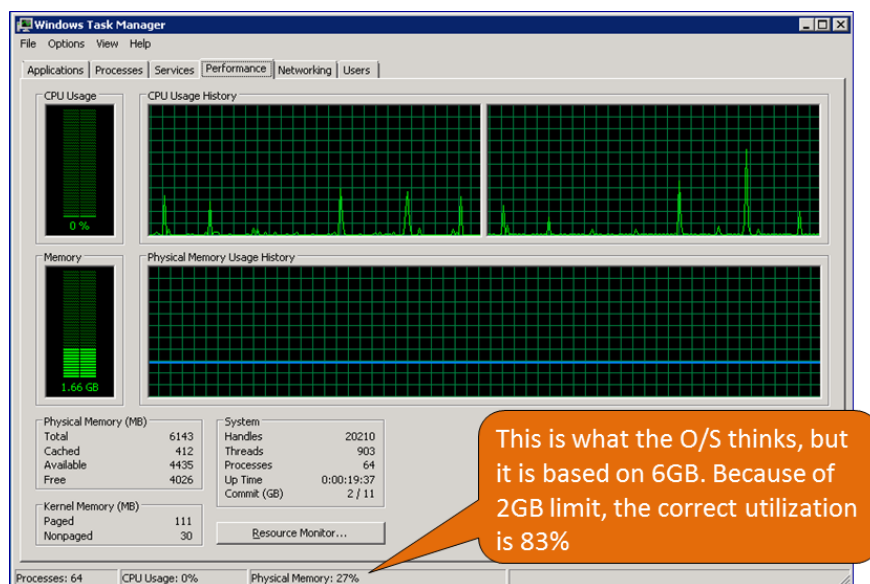 Windows Task Manager
File Options View Help
Applications Processes Services Performance Networking Users
CPU Usage CPU Usage History
0 %
Memory Physical Memory Usage History
1.66 GB
Physical Memory (MB)
Total 6143
Cached 412
Available 4435
Free 4026
Kernel Memory (MB)
Paged 111
Nonpaged 30
System
Handles 20210
Threads 903
Processes 64
Up Time 0:00:19:37
Commit (GB) 2 / 11
Resource Monitor...
This is what the O/S thinks, but
it is based on 6GB. Because of
2GB limit, the correct utilization
is 83%
Processes: 64 CPU Usage: 0% Physical Memory: 27%